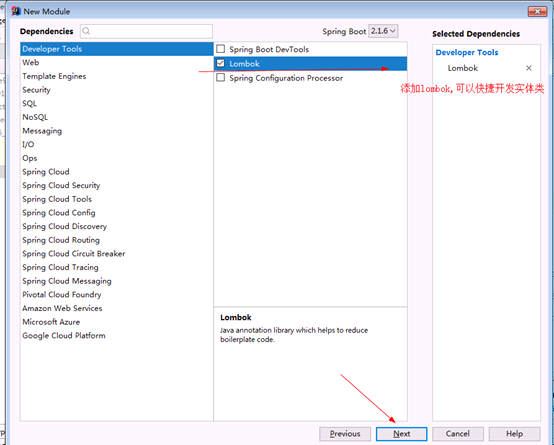 New Module
Dependencies
Spring Boot 2.1.6
Selected Dependencies
Developer Tools
Web
Template Engines
Security
SQL
NoSQL
Messaging
I/O
Ops
Spring Cloud
Spring Cloud Security
Spring Cloud Tools
Spring Cloud Config
Spring Cloud Discovery
Spring Cloud Routing
Spring Cloud Circuit Breaker
Spring Cloud Tracing
Spring Cloud Messaging
Pivotal Cloud Foundry
Amazon Web Services
Microsoft Azure
Google Cloud Platform
Spring Boot DevTools
Lombok
Spring Configuration Processor
Developer Tools
Lombok
添加lombok,可以快捷开发实体类
Lombok
Java annotation library which helps to reduce
boilerplate code.
Previous
Next
Cancel
Help